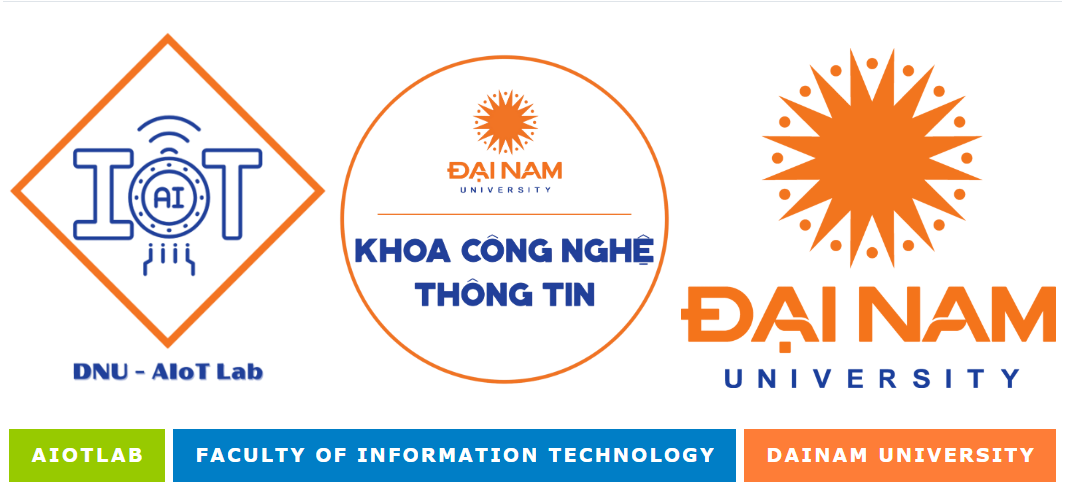 IOT
AI
DNU - AIoT Lab
ĐẠI NAM
UNIVERSITY
KHOA CÔNG NGHỆ
THÔNG TIN
ĐẠI NAM
UNIVERSITY
AIOTLAB
FACULTY OF INFORMATION TECHNOLOGY
DAINAM UNIVERSITY